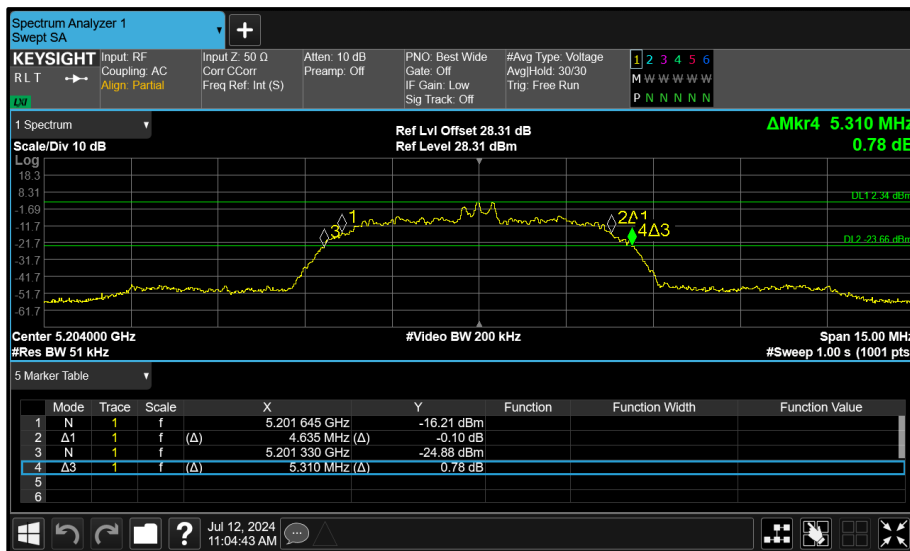 Spectrum Analyzer 1
Swept SA
+
KEYSIGHT
R L T
LXI
Input: RF
Coupling: AC
Align: Partial
Input Z: 50 Ω
Corr CCorr
Freq Ref: Int (S)
Atten: 10 dB
Preamp: Off
PNO: Best Wide
Gate: Off
IF Gain: Low
Sig Track: Off
#Avg Type: Voltage
Avg|Hold: 30/30
Trig: Free Run
1 2 3 4 5 6
M W W W W W
P N N N N N
1 Spectrum
Scale/Div 10 dB
Ref Lvl Offset 28.31 dB
Ref Level 28.31 dBm
ΔMkr4 5.310 MHz
0.78 dB
Log
18.3
8.31
-1.69
-11.7
-21.7
-31.7
-41.7
-51.7
-61.7
DL1 2.34 dBm
DL2 -23.66 dBm
1
3
2Δ1
4Δ3
Center 5.204000 GHz
#Res BW 51 kHz
#Video BW 200 kHz
Span 15.00 MHz
#Sweep 1.00 s (1001 pts
5 Marker Table
Mode Trace Scale X Y Function Function Width Function Value
1 N 1 f 5.201 645 GHz -16.21 dBm
2 Δ1 1 f (Δ) 4.635 MHz (Δ) -0.10 dB
3 N 1 f 5.201 330 GHz -24.88 dBm
4 Δ3 1 f (Δ) 5.310 MHz (Δ) 0.78 dB
5
6
?
Jul 12, 2024
11:04:43 AM